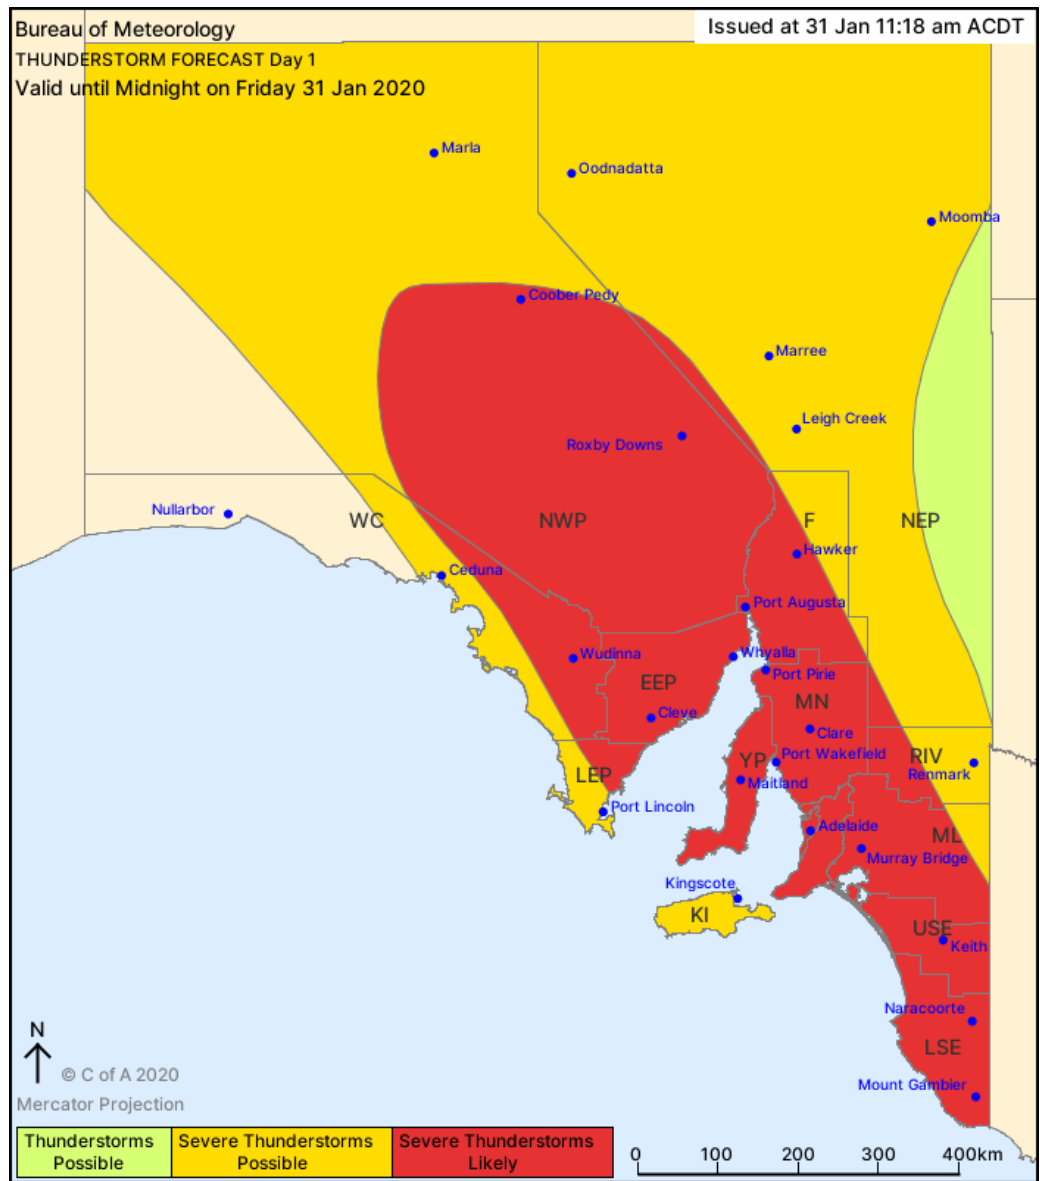 Bureau of Meteorology
Issued at 31 Jan 11:18 am ACDT
THUNDERSTORM FORECAST Day 1
Valid until Midnight on Friday 31 Jan 2020
Marla
Oodnadatta
Moomba
Coober Pedy
Marree
Leigh Creek
Roxby Downs
Nullarbor
WC
NWP
F
NEP
Hawker
Ceduna
Port Augusta
Wudinna
Whyalla
Port Pirie
EEP
MN
Cleve
Clare
Port Wakefield
RIV
YP
LEP
Renmark
Maitland
Port Lincoln
Adelaide
ML
Murray Bridge
Kingscote
KI
USE
Keith
Naracoorte
N
LSE
© C of A 2020
Mount Gambier
Mercator Projection
Thunderstorms Possible
Severe Thunderstorms Possible
Severe Thunderstorms Likely
0 100 200 300 400km